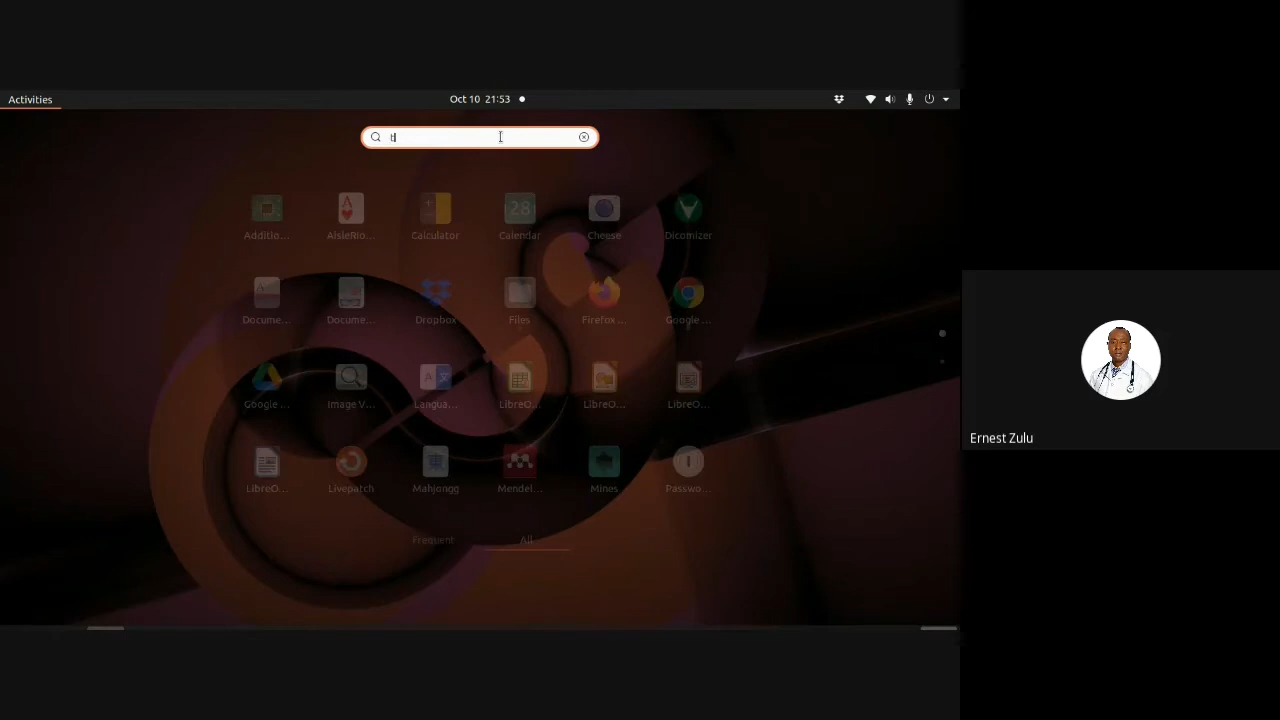 Activities
Oct 10 21:53
Additio...
AisleRio...
Calculator
28
Calendar
Cheese
Dicomizer
Docume...
Docume...
Dropbox
Files
Firefox ...
Google ...
Google ...
Image V...
Langua...
LibreO...
LibreO...
LibreO...
LibreO...
Livepatch
Mahjongg
Mendel...
Mines
Passwo...
Frequent
All
Ernest Zulu